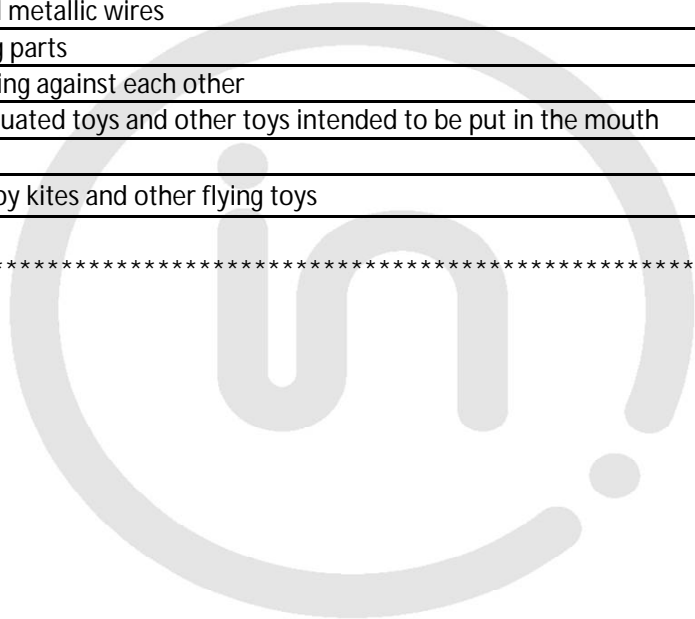 metallic wires
parts
ing against each other
uated toys and other toys intended to be put in the mouth
oy kites and other flying toys
**************************************************
in